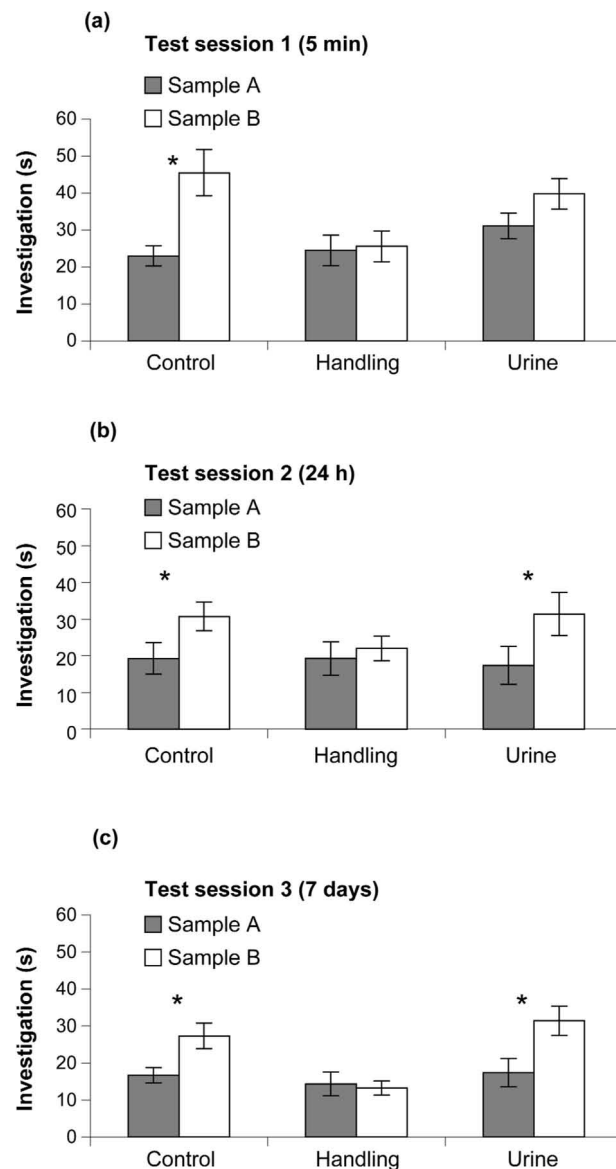 (a)
Test session 1 (5 min)
Sample A
Sample B
60
50
40
30
20
10
0
Investigation (s)
*
Control Handling Urine
(b)
Test session 2 (24 h)
Sample A
Sample B
60
50
40
30
20
10
0
Investigation (s)
* *
Control Handling Urine
(c)
Test session 3 (7 days)
Sample A
Sample B
60
50
40
30
20
10
0
Investigation (s)
* *
Control Handling Urine